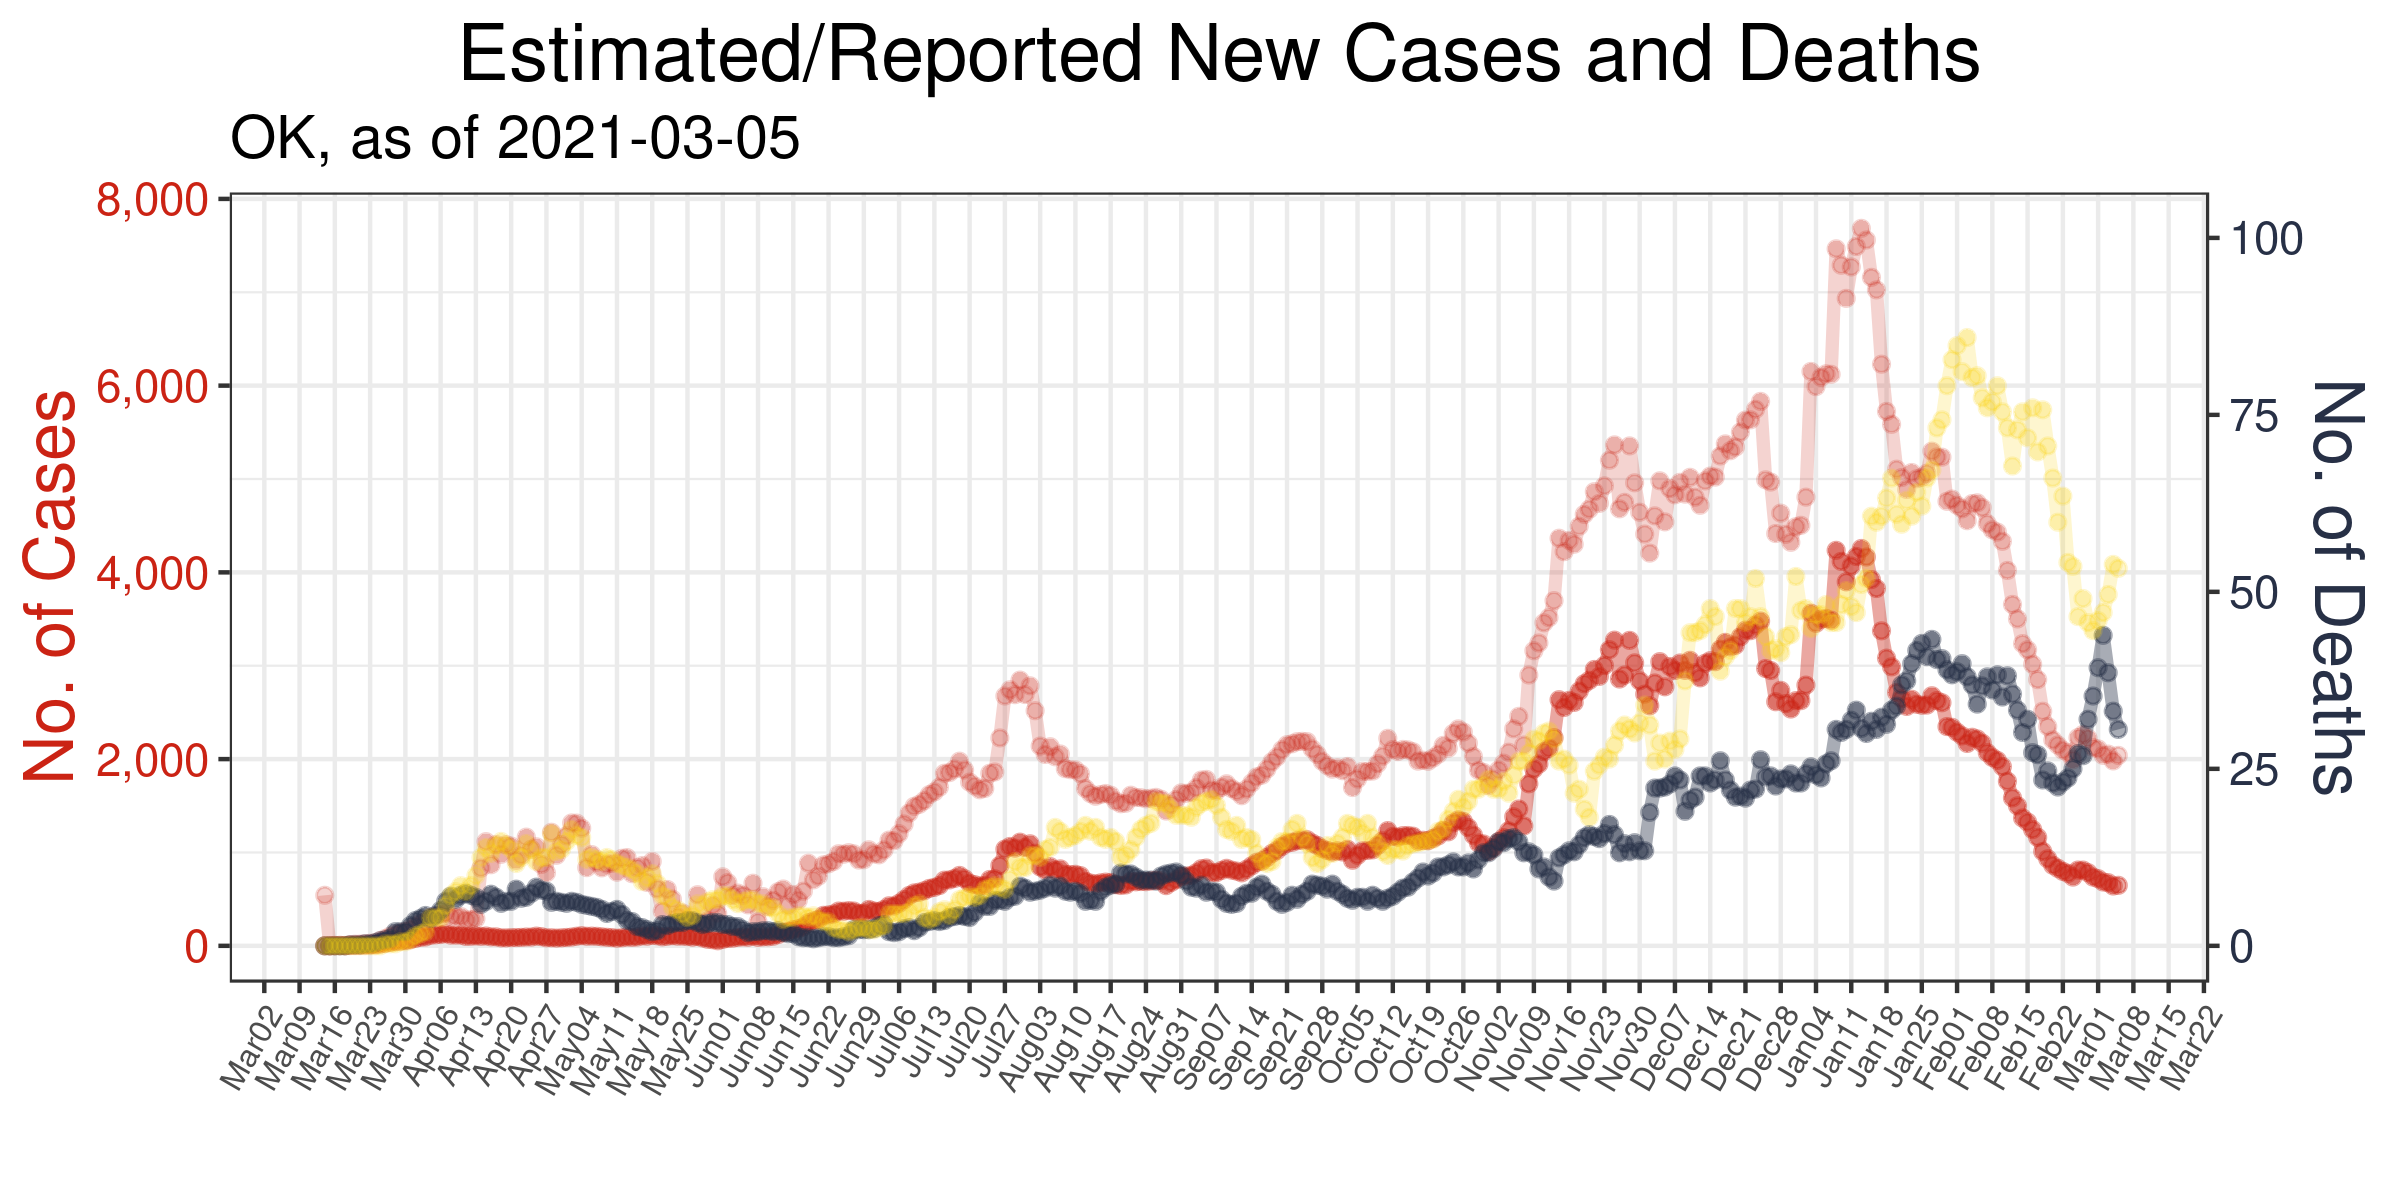 Estimated/Reported New Cases and Deaths
OK, as of 2021-03-05
No. of Cases
8,000
6,000
4,000
2,000
0
100
75
50
25
0
No. of Deaths
Mar02
Mar09
Mar16
Mar23
Mar30
Apr06
Apr13
Apr20
Apr27
May04
May11
May18
May25
Jun01
Jun08
Jun15
Jun22
Jun29
Jul06
Jul13
Jul20
Jul27
Aug03
Aug10
Aug17
Aug24
Aug31
Sep07
Sep14
Sep21
Sep28
Oct05
Oct12
Oct19
Oct26
Nov02
Nov09
Nov16
Nov23
Nov30
Dec07
Dec14
Dec21
Dec28
Jan04
Jan11
Jan18
Jan25
Feb01
Feb08
Feb15
Feb22
Mar01
Mar08
Mar15
Mar22